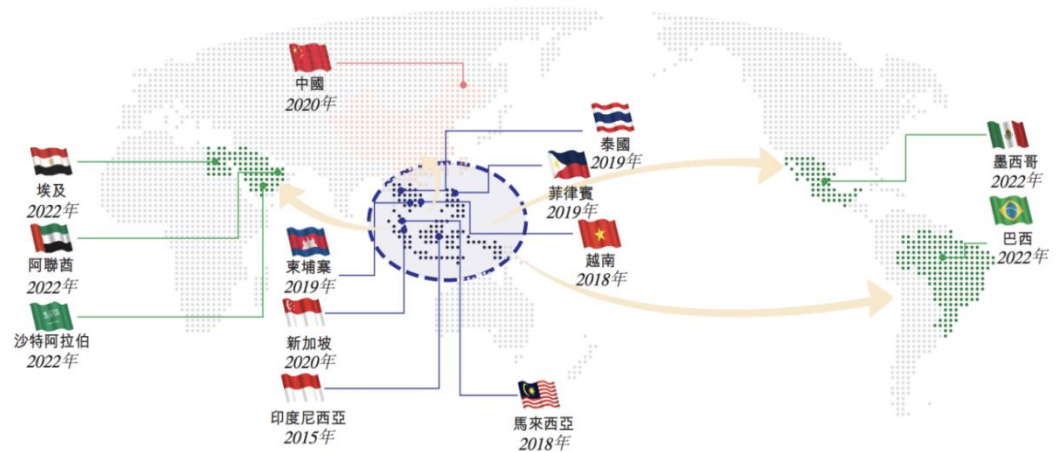 中國
2020年
泰國
2019年
菲律賓
2019年
越南
2018年
埃及
2022年
阿聯酋
2022年
沙特阿拉伯
2022年
柬埔寨
2019年
新加坡
2020年
印度尼西亞
2015年
馬來西亞
2018年
墨西哥
2022年
巴西
2022年